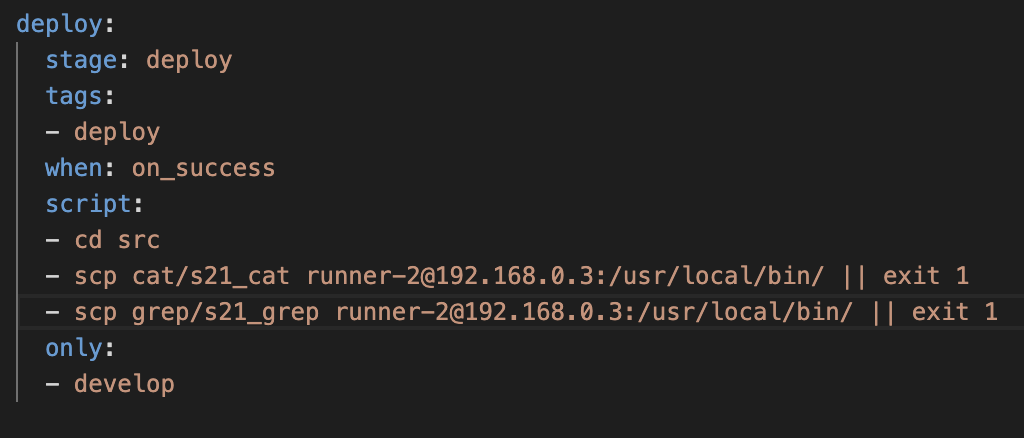 deploy:
  stage: deploy
  tags:
  - deploy
  when: on_success
  script:
  - cd src
  - scp cat/s21_cat runner-2@192.168.0.3:/usr/local/bin/ || exit 1
  - scp grep/s21_grep runner-2@192.168.0.3:/usr/local/bin/ || exit 1
  only:
  - develop